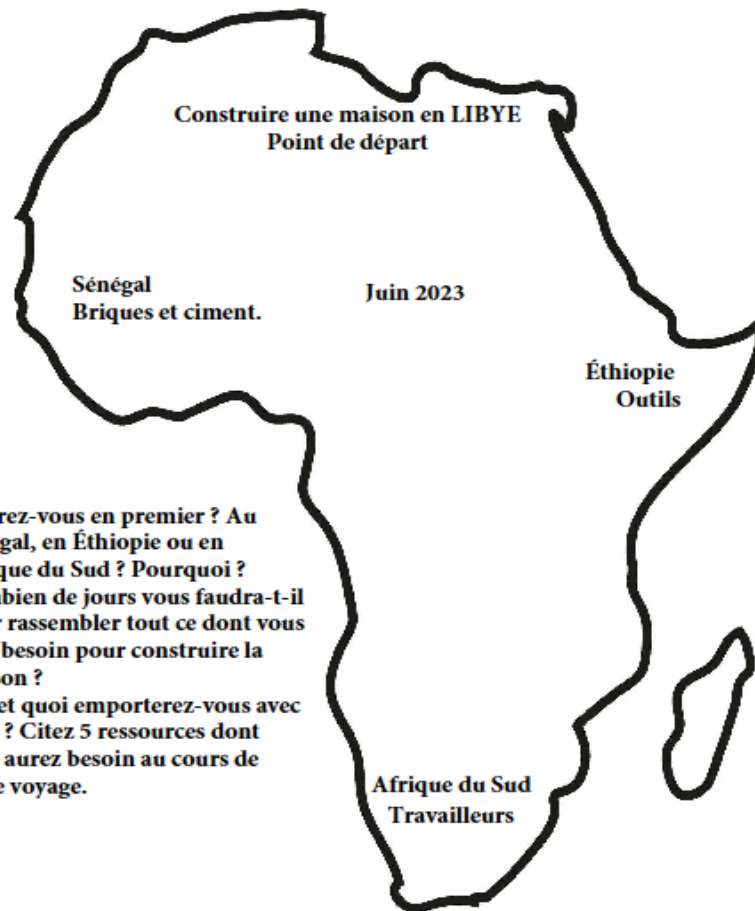 Construire une maison en LIBYE
Point de départ
Sénégal
Briques et ciment.
Juin 2023
Éthiopie
Outils
rez-vous en premier ? Au
gal, en Éthiopie ou en
que du Sud ? Pourquoi ?
bien de jours vous faudra-t-il
r rassembler tout ce dont vous
besoin pour construire la
on ?
et quoi emporterez-vous avec
? Citez 5 ressources dont
aurez besoin au cours de
e voyage.
Afrique du Sud
Travailleurs